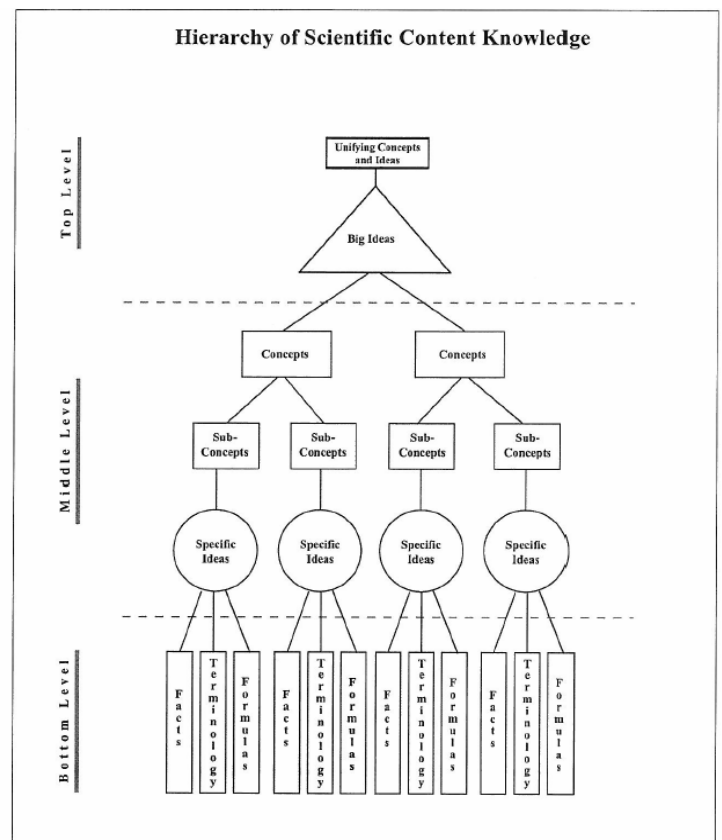 Hierarchy of Scientific Content Knowledge
Top Level
Unifying Concepts
and Ideas
Big Ideas
Middle Level
Concepts
Concepts
Sub-
Concepts
Sub-
Concepts
Sub-
Concepts
Sub-
Concepts
Specific
Ideas
Specific
Ideas
Specific
Ideas
Specific
Ideas
Bottom Level
Facts
Terminology
Formulas
Facts
Terminology
Formulas
Facts
Terminology
Formulas
Facts
Terminology
Formulas